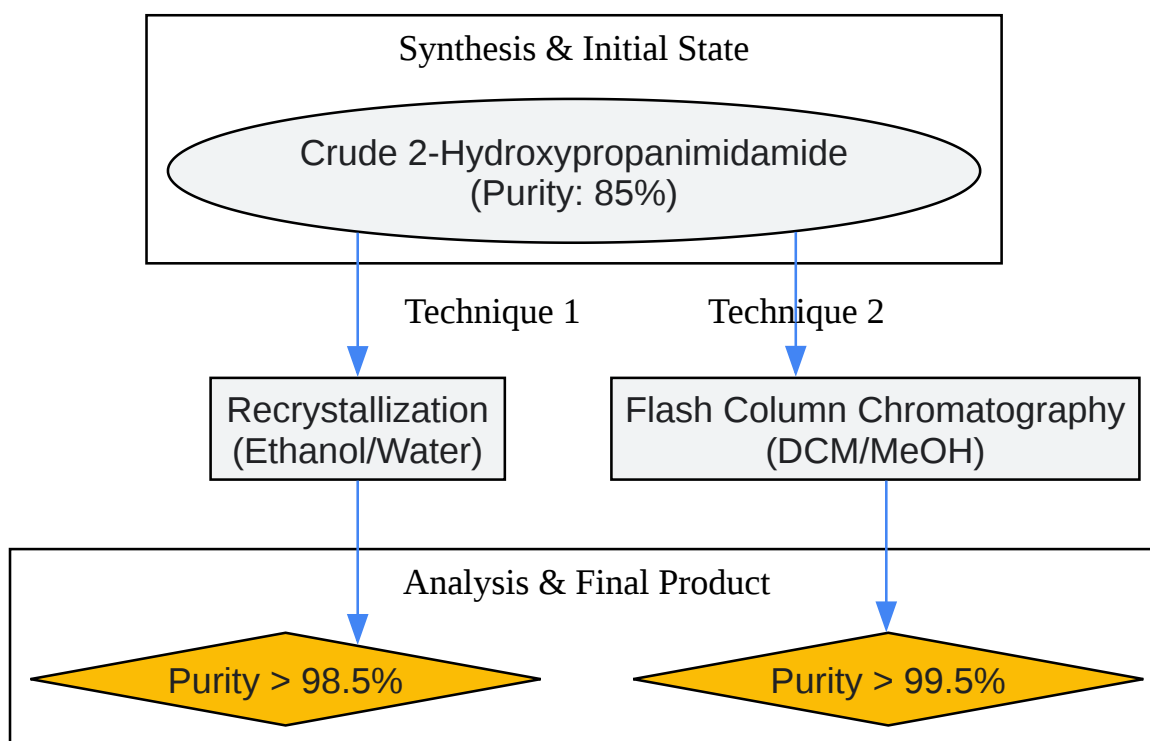 Synthesis & Initial State
Crude 2-Hydroxypropanimidamide
(Purity: 85%)
Technique 1
Technique 2
Recrystallization
(Ethanol/Water)
Flash Column Chromatography
(DCM/MeOH)
Analysis & Final Product
Purity > 98.5%
Purity > 99.5%